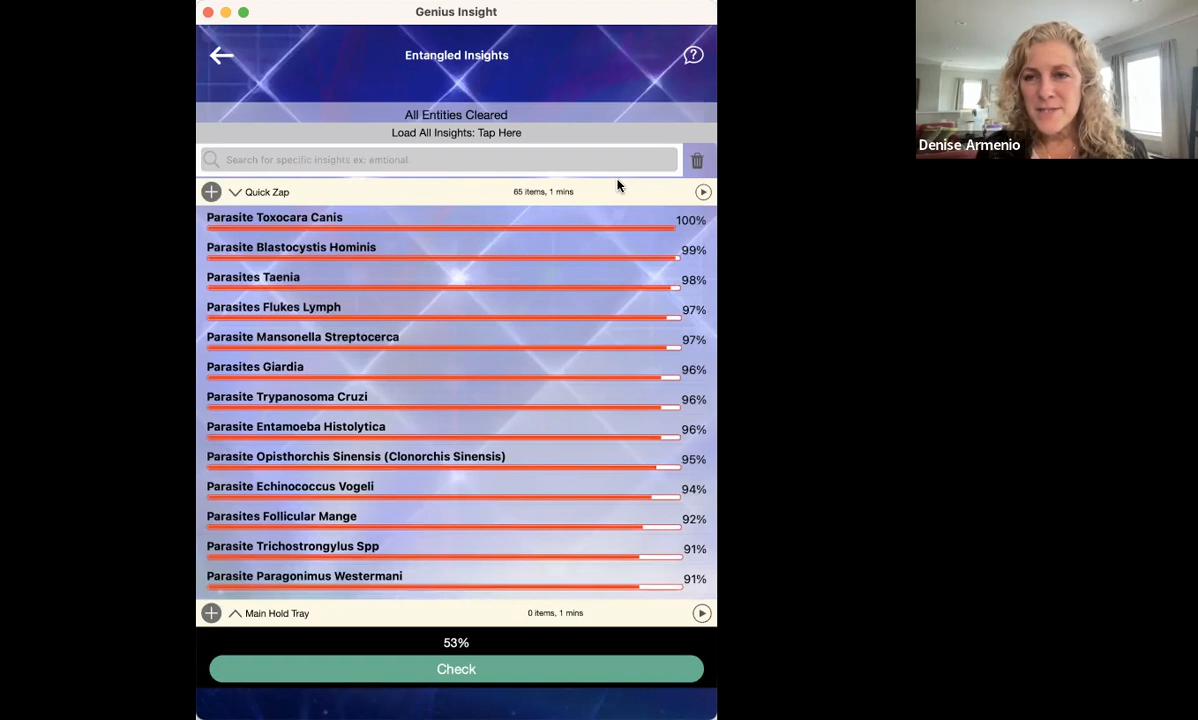 Genius Insight
Entangled Insights
All Entities Cleared
Load All Insights: Tap Here
Search for specific insights ex: emtional
Quick Zap 65 items, 1 mins
Parasite Toxocara Canis 100%
Parasite Blastocystis Hominis 99%
Parasites Taenia 98%
Parasites Flukes Lymph 97%
Parasite Mansonella Streptocerca 97%
Parasites Giardia 96%
Parasite Trypanosoma Cruzi 96%
Parasite Entamoeba Histolytica 96%
Parasite Opisthorchis Sinensis (Clonorchis Sinensis) 95%
Parasite Echinococcus Vogeli 94%
Parasites Follicular Mange 92%
Parasite Trichostrongylus Spp 91%
Parasite Paragonimus Westermani 91%
Main Hold Tray 0 items, 1 mins
53%
Check
Denise Armenio